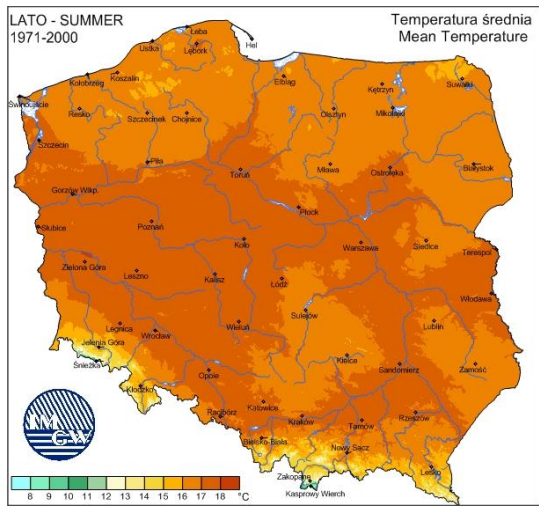 LATO - SUMMER
1971-2000
Temperatura średnia
Mean Temperature
Łeba
Hel
Ustka
Lębork
Koszalin
Kołobrzeg
Elbląg
Suwałki
Kętrzyn
Świnoujście
Resko
Szczecinek
Chojnice
Olsztyn
Mikołajki
Szczecin
Piła
Mława
Ostrołęka
Białystok
Toruń
Gorzów Wlkp.
Płock
Słubice
Poznań
Koło
Warszawa
Siedlce
Terespol
Zielona Góra
Leszno
Kalisz
Łódź
Włodawa
Sulejów
Legnica
Wrocław
Wieluń
Lublin
Jelenia Góra
Śnieżka
Kielce
Sandomierz
Zamość
Kłodzko
Opole
Katowice
Racibórz
Kraków
Tarnów
Rzeszów
Bielska-Biała
Nowy Sącz
Lesko
Zakopane
Kasprowy Wierch
IMGW
8 9 10 11 12 13 14 15 16 17 18 °C